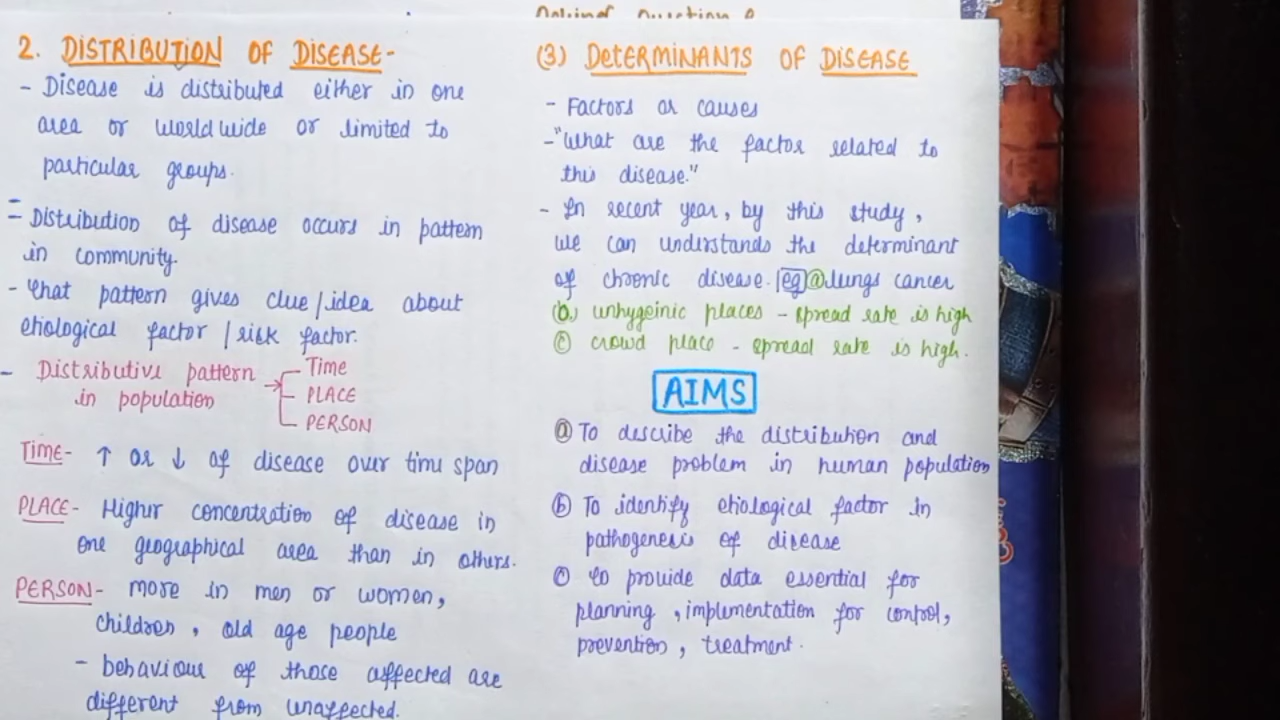 2. DISTRIBUTION OF DISEASE-
- Disease is distributed either in one
area or world wide or limited to
particular groups.
= Distribution of disease occurs in pattern
in community.
- That pattern gives clue/idea about
etiological factor / risk factor.
- Distributive pattern
in population
Time
PLACE
PERSON
TIME- ↑ or ↓ of disease over time span
PLACE- Higher concentration of disease in
one geographical area than in others.
PERSON- more in men or women,
children, old age people
- behaviour of those affected are
different from unaffected.
(3) DETERMINANTS OF DISEASE
- Factors or causes
- "What are the factor related to
this disease."
- In recent year, by this study,
we can understands the determinant
of chronic disease. eg ⓐ lungs cancer
ⓑ unhygeinic places - spread rate is high
ⓒ crowd place - spread rate is high.
AIMS
ⓐ To describe the distribution and
disease problem in human population
ⓑ To identify etiological factor in
pathogenesis of disease
ⓒ to provide data essential for
planning, implementation for control,
prevention, treatment.